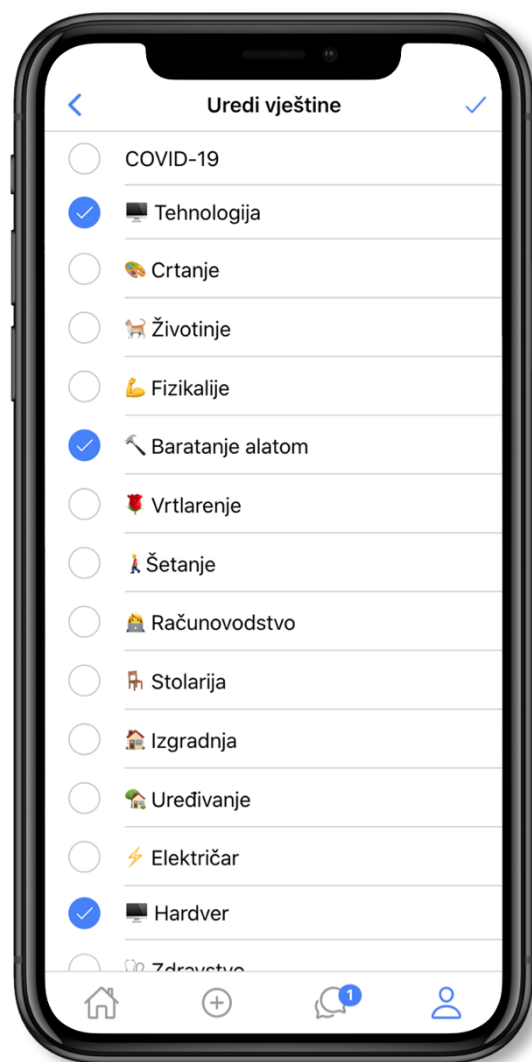 Uredi vještine
COVID-19
🖥️ Tehnologija
🎨 Crtanje
🐈 Životinje
💪 Fizikalije
🔨 Baratanje alatom
🌹 Vrtlarenje
🚶 Šetanje
👩‍💻 Računovodstvo
🪑 Stolarija
🏠 Izgradnja
🏡 Uređivanje
⚡ Električar
🖥️ Hardver
🩺 Zdravstvo
1